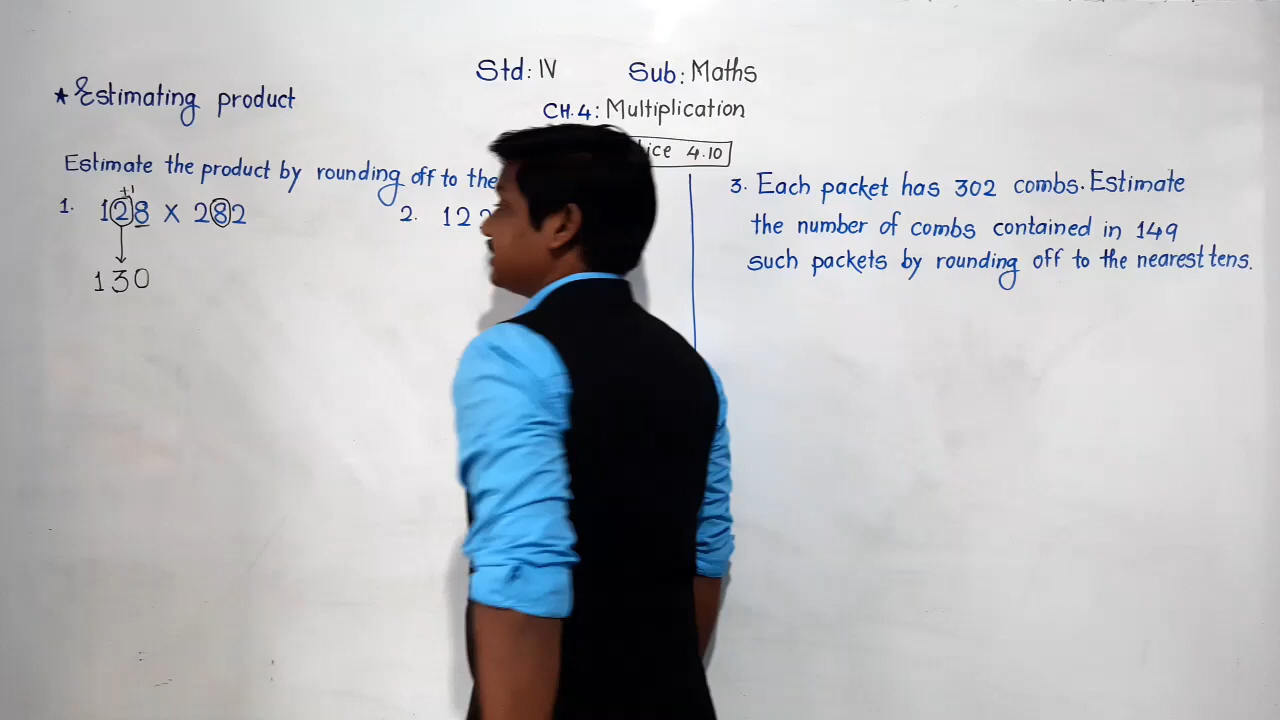 Std: IV Sub: Maths
CH.4: Multiplication
4.10
* Estimating product
Estimate the product by rounding off to the
+1
1. 128 X 282
130
2. 12
3. Each packet has 302 combs. Estimate
the number of combs contained in 149
such packets by rounding off to the nearest tens.